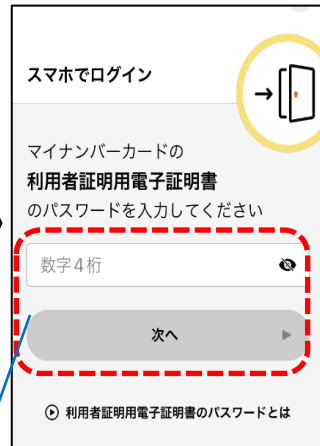 スマホでログイン
マイナンバーカードの
利用者証明用電子証明書
のパスワードを入力してください
数字4桁
次へ
利用者証明用電子証明書のパスワードとは